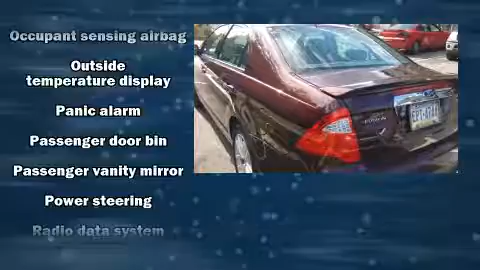 Occupant sensing airbag
Outside
temperature display
Panic alarm
Passenger door bin
Passenger vanity mirror
Power steering
Radio data system